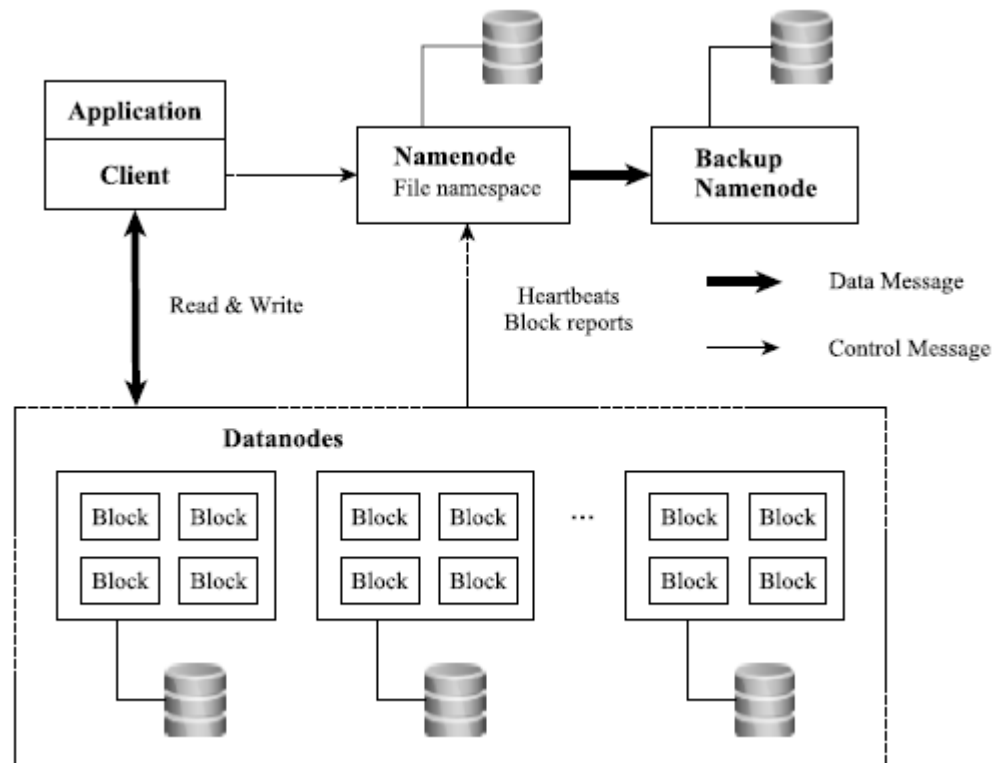 Application
Client
Namenode
File namespace
Backup
Namenode
Read & Write
Heartbeats
Block reports
Data Message
Control Message
Datanodes
Block Block Block Block ... Block Block
Block Block Block Block Block Block